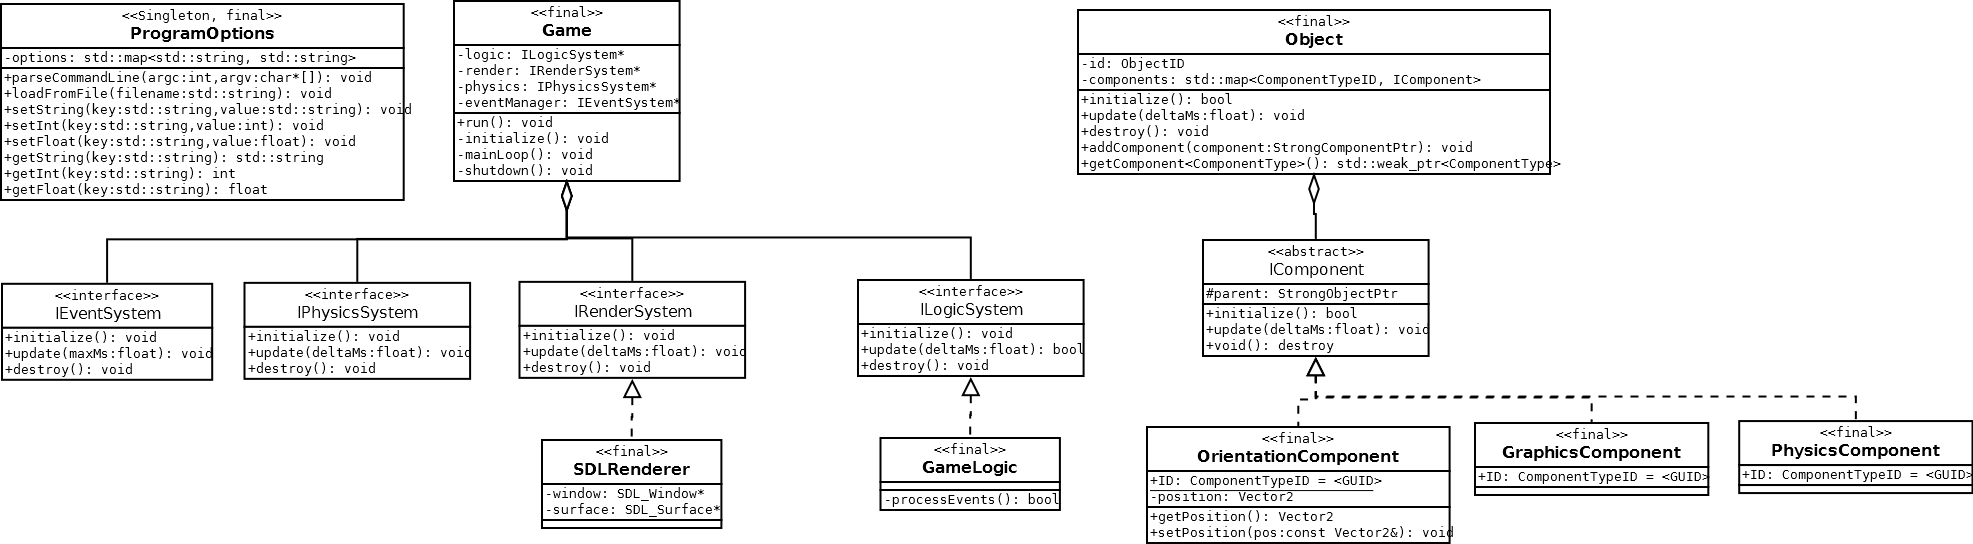 <<Singleton, final>>
ProgramOptions
-options: std::map<std::string, std::string>
+parseCommandLine(argc:int,argv:char*[]): void
+loadFromFile(filename:std::string): void
+setString(key:std::string,value:std::string): void
+setInt(key:std::string,value:int): void
+setFloat(key:std::string,value:float): void
+getString(key:std::string): std::string
+getInt(key:std::string): int
+getFloat(key:std::string): float
<<final>>
Game
-logic: ILogicSystem*
-render: IRenderSystem*
-physics: IPhysicsSystem*
-eventManager: IEventSystem*
+run(): void
-initialize(): void
-mainLoop(): void
-shutdown(): void
<<final>>
Object
-id: ObjectID
-components: std::map<ComponentTypeID, IComponent>
+initialize(): bool
+update(deltaMs:float): void
+destroy(): void
+addComponent(component:StrongComponentPtr): void
+getComponent<ComponentType>(): std::weak_ptr<ComponentType>
<<interface>>
IEventSystem
+initialize(): void
+update(maxMs:float): void
+destroy(): void
<<interface>>
IPhysicsSystem
+initialize(): void
+update(deltaMs:float): void
+destroy(): void
<<interface>>
IRenderSystem
+initialize(): void
+update(deltaMs:float): void
+destroy(): void
<<interface>>
ILogicSystem
+initialize(): void
+update(deltaMs:float): bool
+destroy(): void
<<abstract>>
IComponent
#parent: StrongObjectPtr
+initialize(): bool
+update(deltaMs:float): void
+void(): destroy
<<final>>
SDLRenderer
-window: SDL_Window*
-surface: SDL_Surface*
<<final>>
GameLogic
-processEvents(): bool
<<final>>
OrientationComponent
+ID: ComponentTypeID = <GUID>
-position: Vector2
+getPosition(): Vector2
+setPosition(pos:const Vector2&): void
<<final>>
GraphicsComponent
+ID: ComponentTypeID = <GUID>
<<final>>
PhysicsComponent
+ID: ComponentTypeID = <GUID>